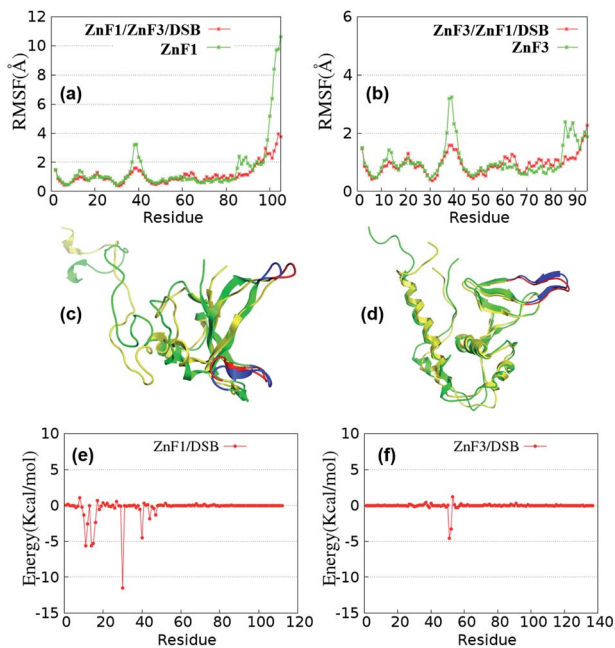 12
10
8
6
4
2
0
RMSF(Å)
ZnF1/ZnF3/DSB
ZnF1
(a)
0 20 40 60 80 100
Residue
6
4
2
0
RMSF(Å)
ZnF3/ZnF1/DSB
ZnF3
(b)
0 10 20 30 40 50 60 70 80 90
Residue
(c)
(d)
10
5
0
-5
-10
-15
Energy(Kcal/mol)
(e)
ZnF1/DSB
0 20 40 60 80 100 120
Residue
10
5
0
-5
-10
-15
Energy(Kcal/mol)
(f)
ZnF3/DSB
0 20 40 60 80 100 120 140
Residue